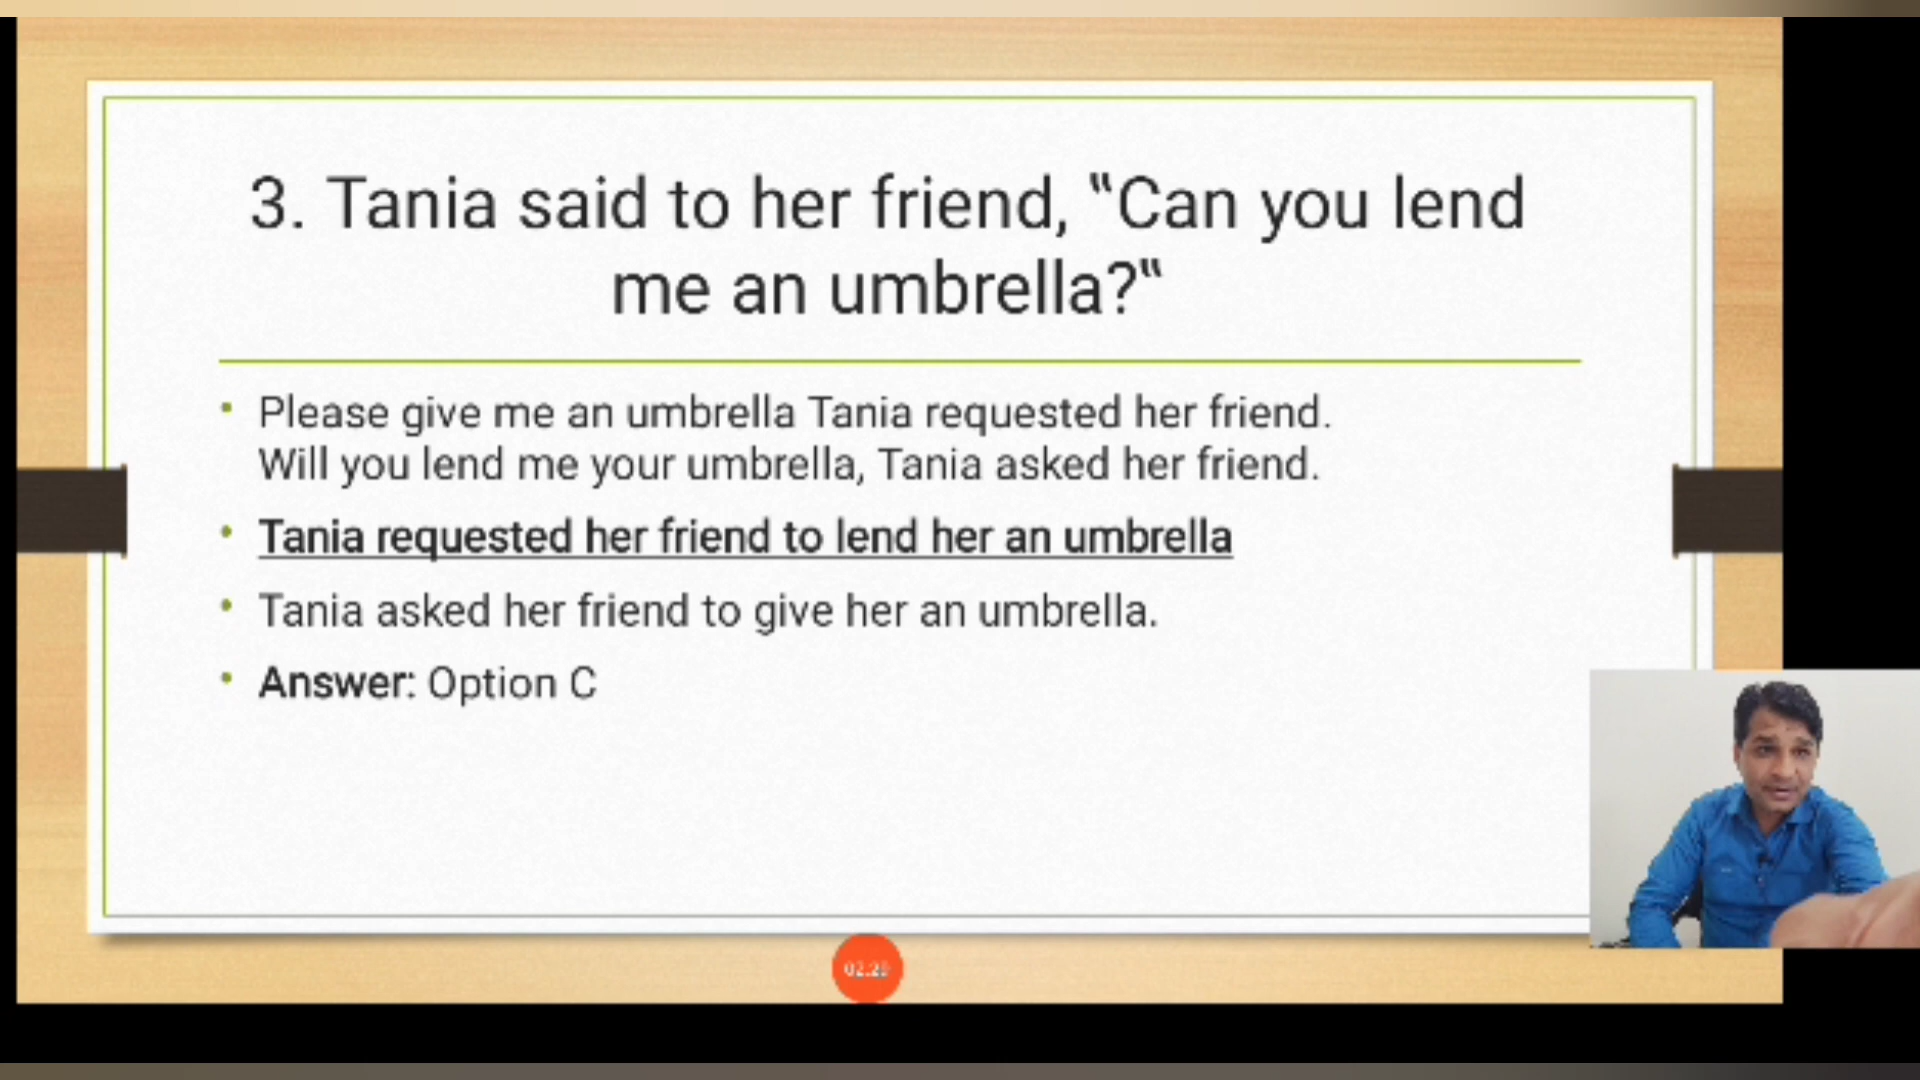 3. Tania said to her friend, "Can you lend
me an umbrella?"
• Please give me an umbrella Tania requested her friend.
Will you lend me your umbrella, Tania asked her friend.
• Tania requested her friend to lend her an umbrella
• Tania asked her friend to give her an umbrella.
• Answer: Option C